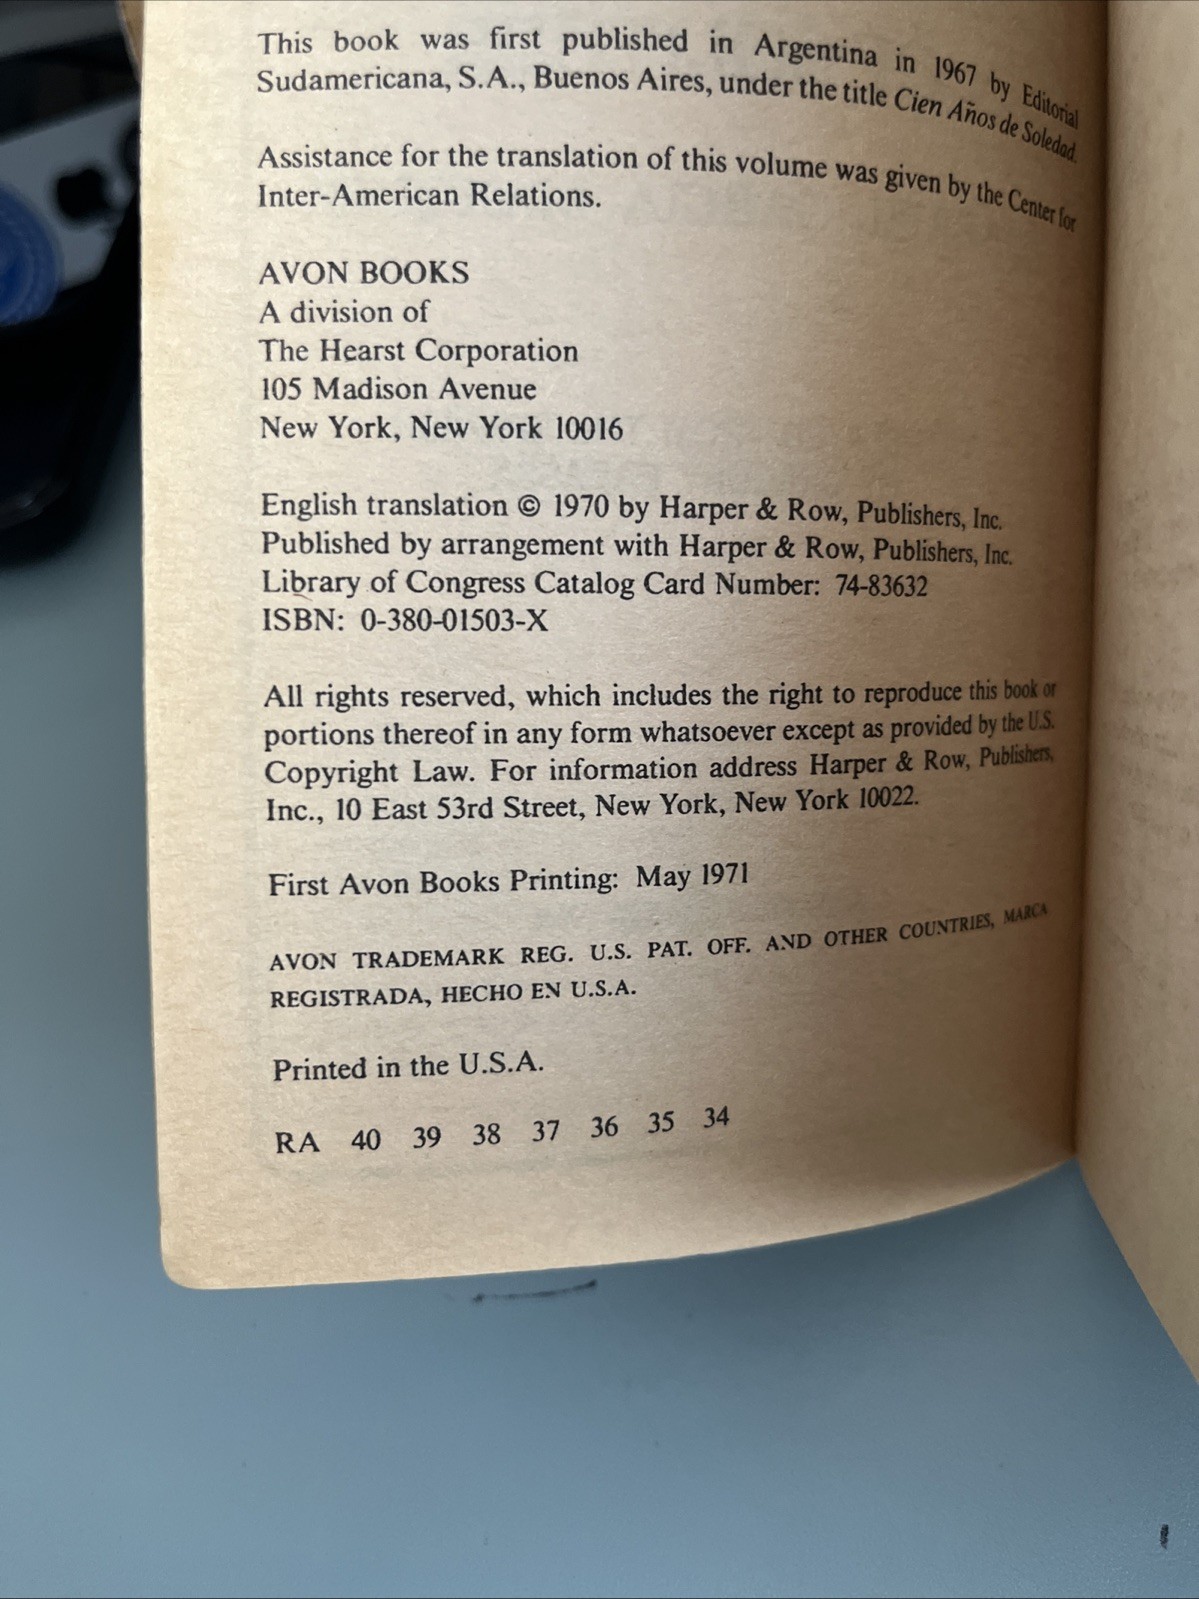 This book was first published in Argentina in 1967 by Editorial
Sudamericana, S.A., Buenos Aires, under the title Cien Años de Soledad.
Assistance for the translation of this volume was given by the Center for
Inter-American Relations.
AVON BOOKS
A division of
The Hearst Corporation
105 Madison Avenue
New York, New York 10016
English translation © 1970 by Harper & Row, Publishers, Inc.
Published by arrangement with Harper & Row, Publishers, Inc.
Library of Congress Catalog Card Number: 74-83632
ISBN: 0-380-01503-X
All rights reserved, which includes the right to reproduce this book or
portions thereof in any form whatsoever except as provided by the U.S.
Copyright Law. For information address Harper & Row, Publishers,
Inc., 10 East 53rd Street, New York, New York 10022.
First Avon Books Printing: May 1971
AVON TRADEMARK REG. U.S. PAT. OFF. AND OTHER COUNTRIES, MARCA
REGISTRADA, HECHO EN U.S.A.
Printed in the U.S.A.
RA 40 39 38 37 36 35 34